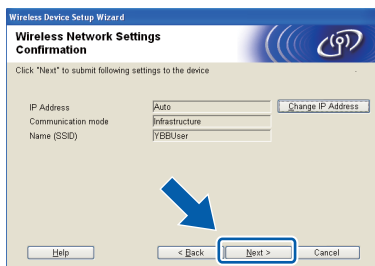 Wireless Device Setup Wizard
Wireless Network Settings
Confirmation
Click "Next" to submit following settings to the device
IP Address Auto Change IP Address
Communication mode Infrastructure
Name (SSID) YBBUser
Help < Back Next > Cancel